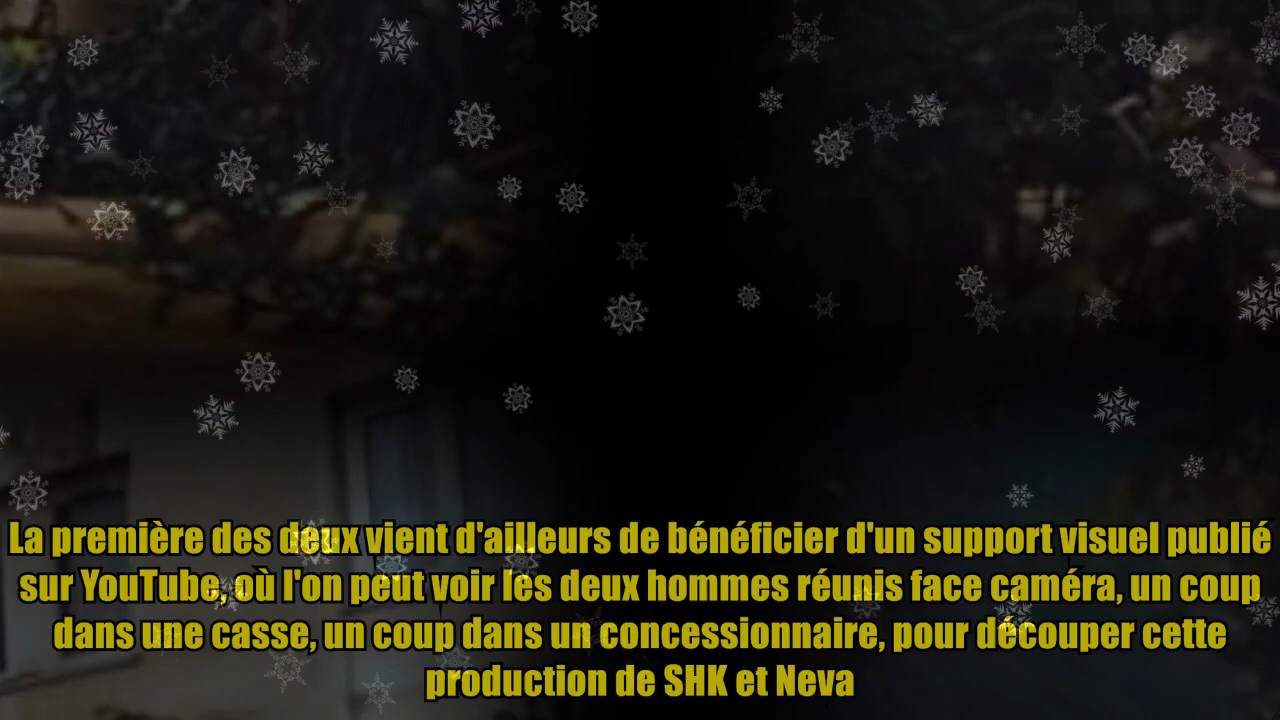 La première des deux vient d'ailleurs de bénéficier d'un support visuel publié
sur YouTube, où l'on peut voir les deux hommes réunis face caméra, un coup
dans une casse, un coup dans un concessionnaire, pour découper cette
production de SHK et Neva